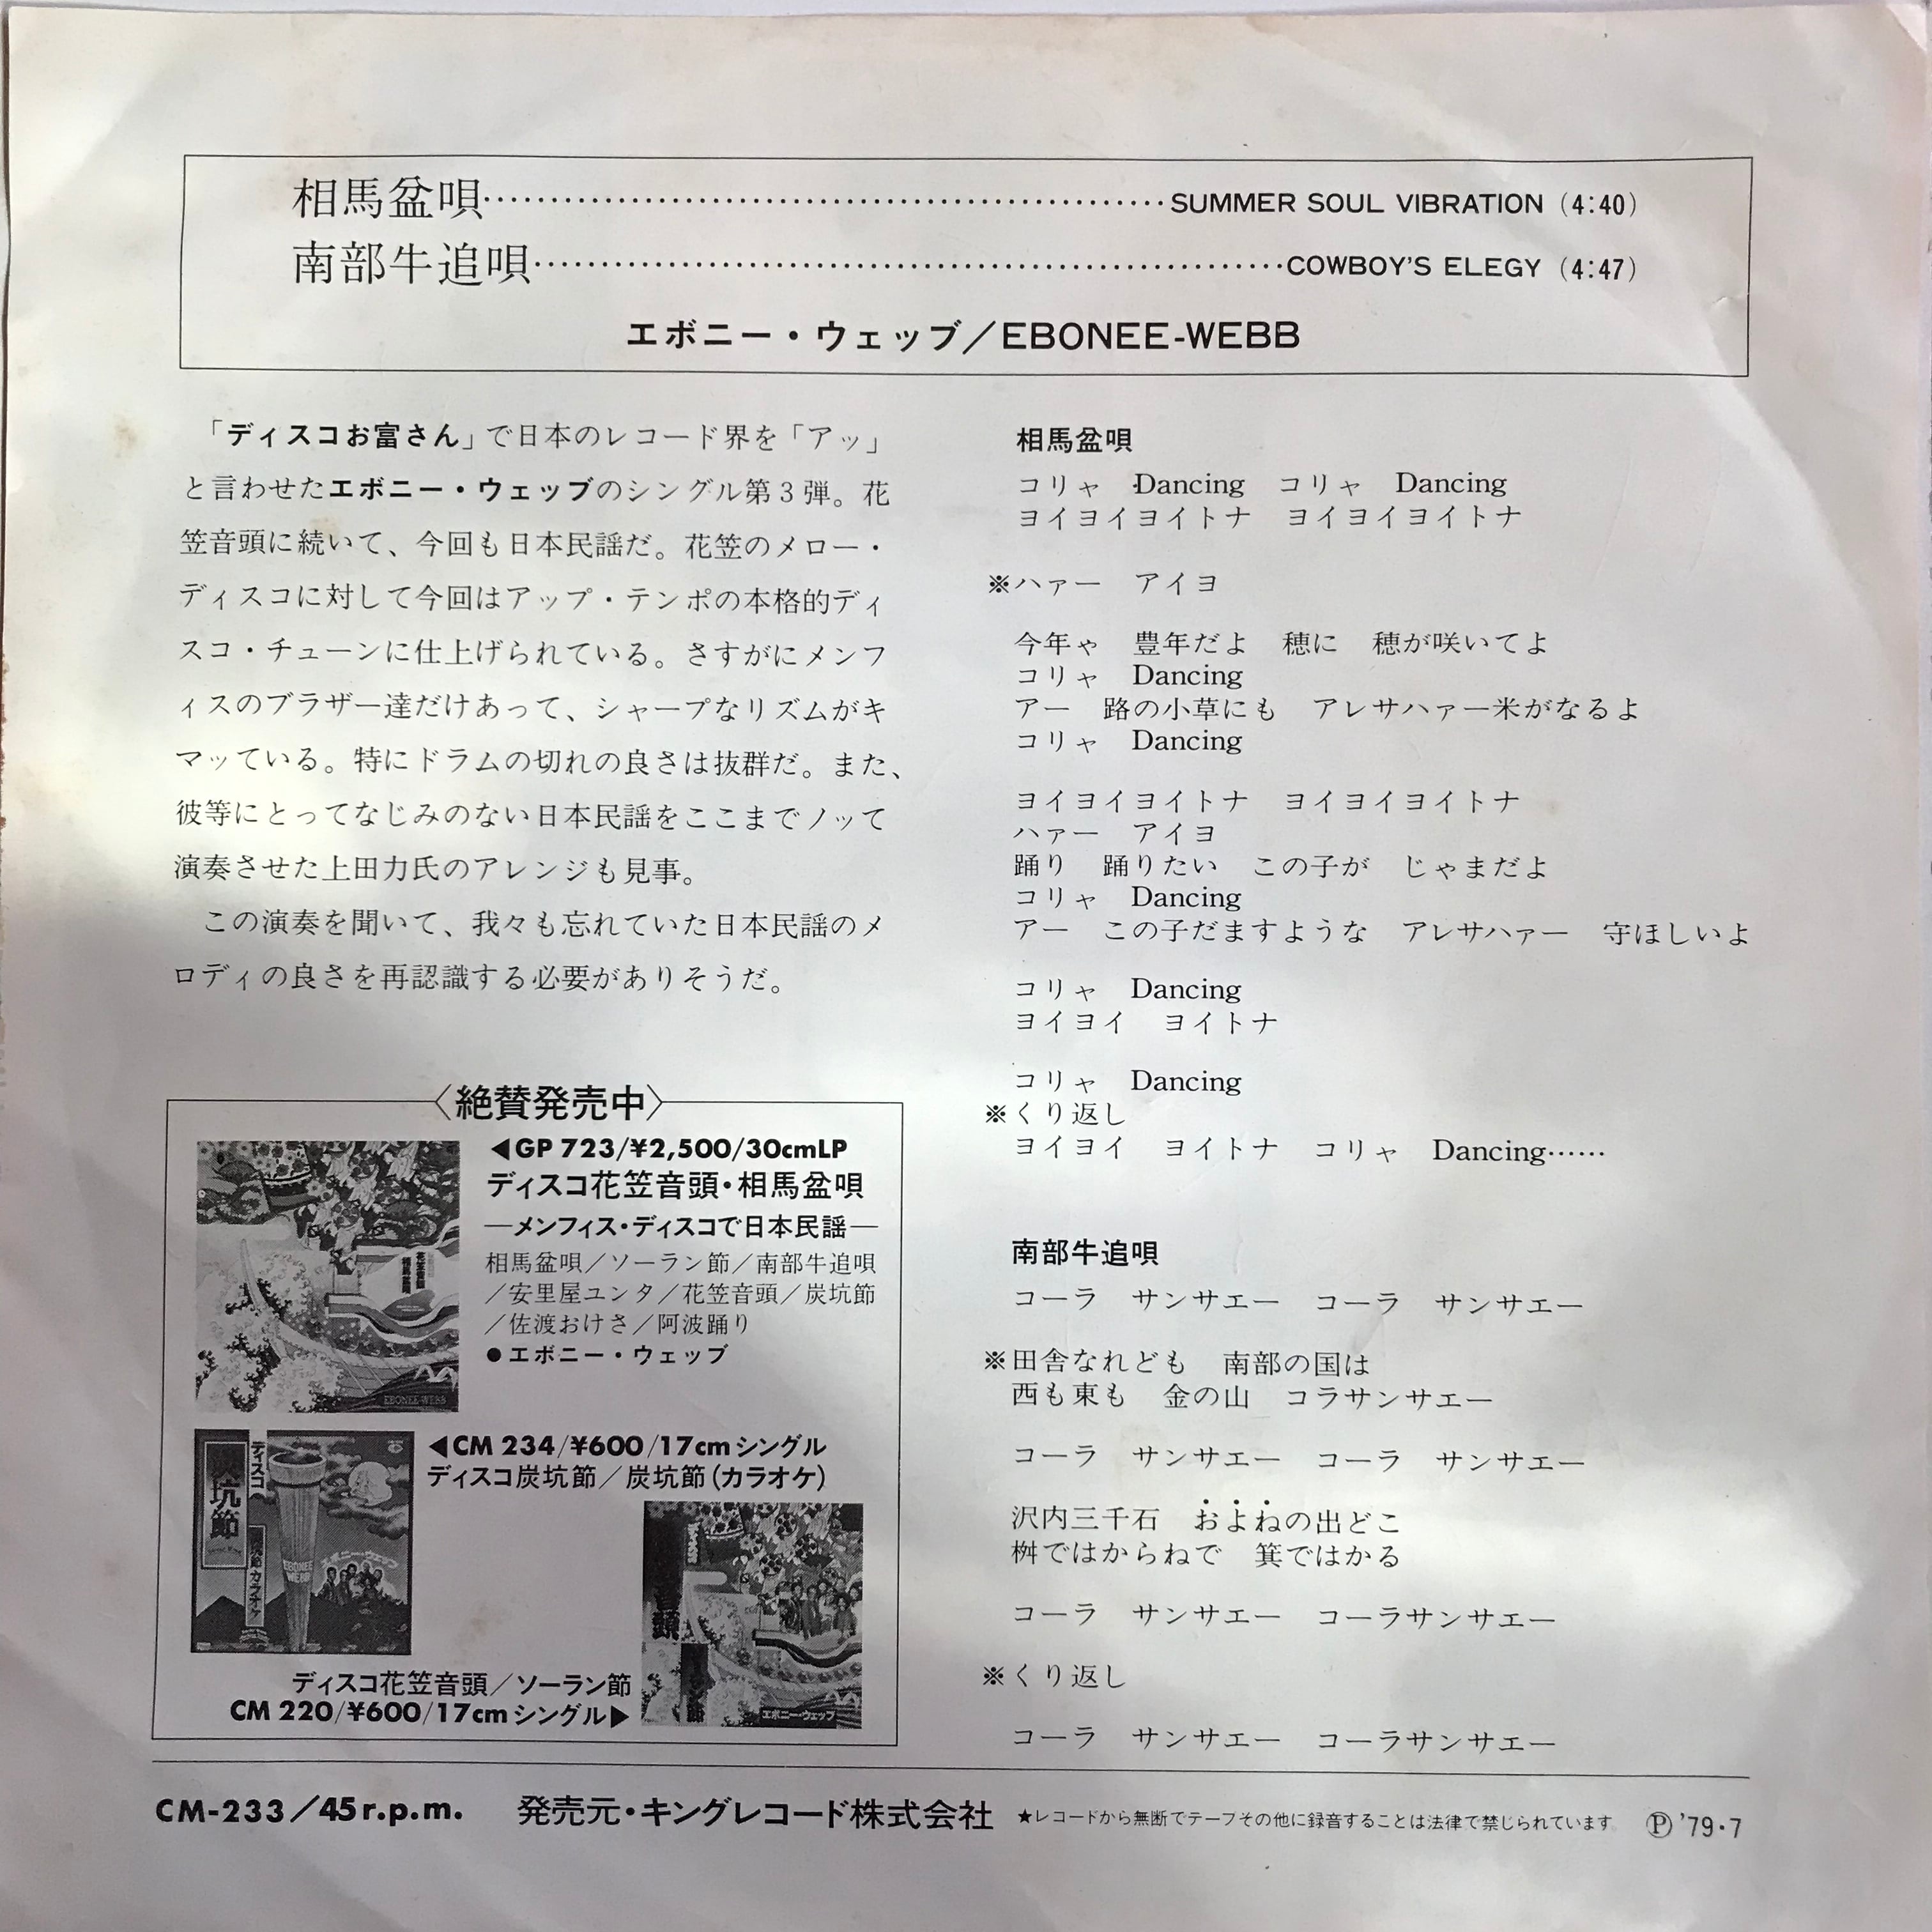 相馬盆唄……………………………………SUMMER SOUL VIBRATION (4:40)
南部牛追唄……………………………………COWBOY'S ELEGY (4:47)
エボニー・ウェッブ／EBONEE-WEBB
「ディスコお富さん」で日本のレコード界を「アッ」
と言わせたエボニー・ウェッブのシングル第3弾。花
笠音頭に続いて、今回も日本民謡だ。花笠のメロー・
ディスコに対して今回はアップ・テンポの本格的ディ
スコ・チューンに仕上げられている。さすがにメンフ
ィスのブラザー達だけあって、シャープなリズムがキ
マッている。特にドラムの切れの良さは抜群だ。また、
彼等にとってなじみのない日本民謡をここまでノッて
演奏させた上田力氏のアレンジも見事。
この演奏を聞いて、我々も忘れていた日本民謡のメ
ロディの良さを再認識する必要がありそうだ。
〈絶賛発売中〉
◀GP 723/¥2,500/30cmLP
ディスコ花笠音頭・相馬盆唄
―メンフィス・ディスコで日本民謡―
相馬盆唄／ソーラン節／南部牛追唄
／安里屋ユンタ／花笠音頭／炭坑節
／佐渡おけさ／阿波踊り
●エボニー・ウェッブ
EBONEE-WEBB
◀CM 234/¥600/17cmシングル
ディスコ炭坑節／炭坑節(カラオケ)
ディスコ
炭坑節
EBONEE WEBB
エボニー・ウェッブ
ディスコ花笠音頭／ソーラン節
CM 220/¥600/17cmシングル▶
エボニー・ウェッブ
相馬盆唄
コリャ Dancing コリャ Dancing
ヨイヨイヨイトナ ヨイヨイヨイトナ
※ハァー アイヨ
今年ゃ 豊年だよ 穂に 穂が咲いてよ
コリャ Dancing
アー 路の小草にも アレサハァー米がなるよ
コリャ Dancing
ヨイヨイヨイトナ ヨイヨイヨイトナ
ハァー アイヨ
踊り 踊りたい この子が じゃまだよ
コリャ Dancing
アー この子だますような アレサハァー 守ほしいよ
コリャ Dancing
ヨイヨイ ヨイトナ
コリャ Dancing
※くり返し
ヨイヨイ ヨイトナ コリャ Dancing……
南部牛追唄
コーラ サンサエー コーラ サンサエー
※田舎なれども 南部の国は
西も東も 金の山 コラサンサエー
コーラ サンサエー コーラ サンサエー
沢内三千石 およねの出どこ
桝ではからねで 箕ではかる
コーラ サンサエー コーラサンサエー
※くり返し
コーラ サンサエー コーラサンサエー
CM-233／45r.p.m. 発売元・キングレコード株式会社 ★レコードから無断でテープその他に録音することは法律で禁じられています Ⓟ'79・7